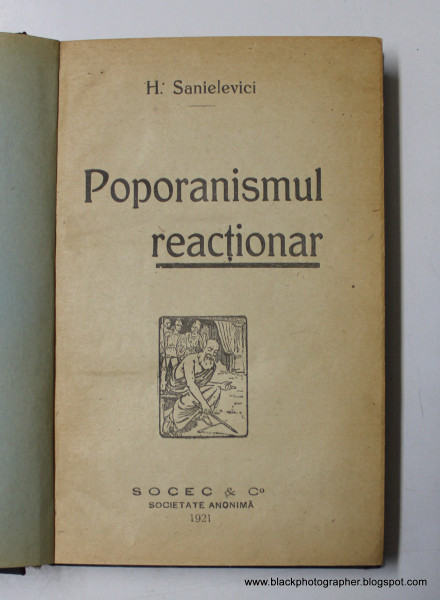 H. Sanielevici
Poporanismul
reacționar
SOCEC & Cº
SOCIETATE ANONIMĂ
1921
www.blackphotographer.blogspot.com